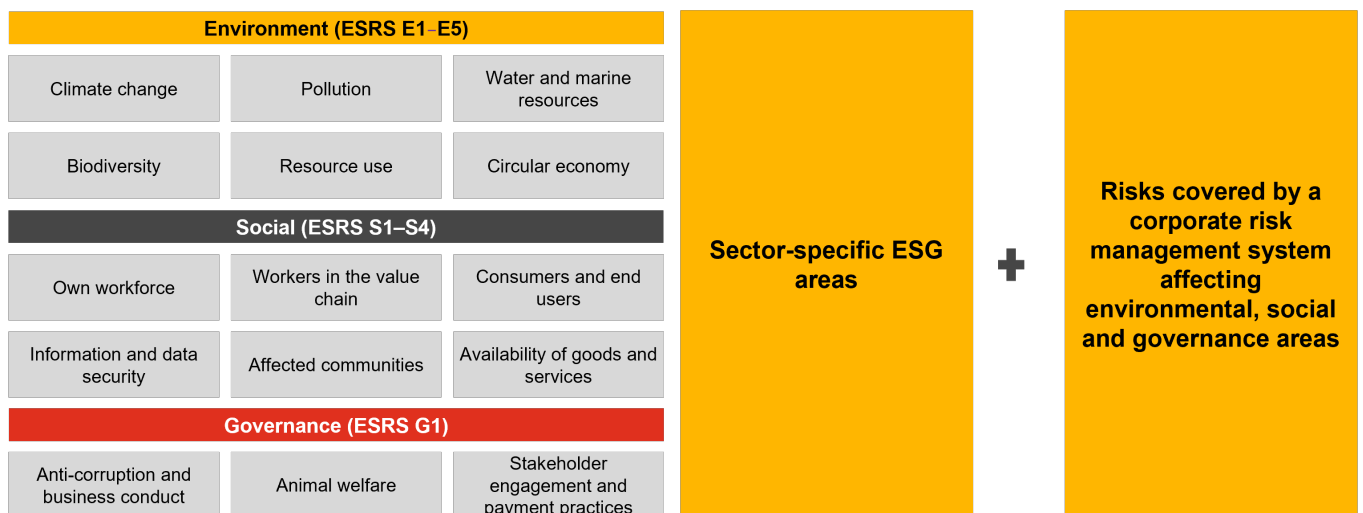 Environment (ESRS E1–E5)
Climate change
Pollution
Water and marine
resources
Biodiversity
Resource use
Circular economy
Social (ESRS S1–S4)
Own workforce
Workers in the value
chain
Consumers and end
users
Information and data
security
Affected communities
Availability of goods and
services
Governance (ESRS G1)
Anti-corruption and
business conduct
Animal welfare
Stakeholder
engagement and
payment practices
Sector-specific ESG
areas
Risks covered by a
corporate risk
management system
affecting
environmental, social
and governance areas